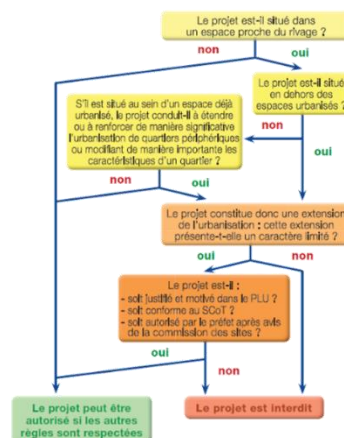 Le projet est-il situé dans
un espace proche du rivage ?
non
oui
Le projet est-il situé
en dehors des
espaces urbanisés ?
S'il est situé au sein d'un espace déjà
urbanisé, le projet conduit-il à étendre
ou à renforcer de manière significative
l'urbanisation de quartiers périphériques
ou modifiant de manière importante les
caractéristiques d'un quartier ?
non
oui
non
oui
Le projet constitue donc une extension
de l'urbanisation : cette extension
présente-t-elle un caractère limité ?
oui
non
Le projet est-il :
- soit justifié et motivé dans le PLU ?
- soit conforme au SCoT ?
- soit autorisé par le préfet après avis
de la commission des sites ?
oui
non
Le projet peut être
autorisé si les autres
règles sont respectées
Le projet est interdit